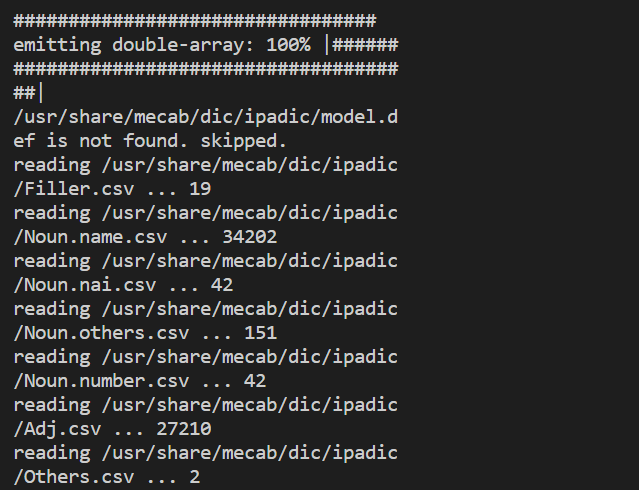 #################################
emitting double-array: 100% |######
###################################
##|
/usr/share/mecab/dic/ipadic/model.d
ef is not found. skipped.
reading /usr/share/mecab/dic/ipadic
/Filler.csv ... 19
reading /usr/share/mecab/dic/ipadic
/Noun.name.csv ... 34202
reading /usr/share/mecab/dic/ipadic
/Noun.nai.csv ... 42
reading /usr/share/mecab/dic/ipadic
/Noun.others.csv ... 151
reading /usr/share/mecab/dic/ipadic
/Noun.number.csv ... 42
reading /usr/share/mecab/dic/ipadic
/Adj.csv ... 27210
reading /usr/share/mecab/dic/ipadic
/Others.csv ... 2